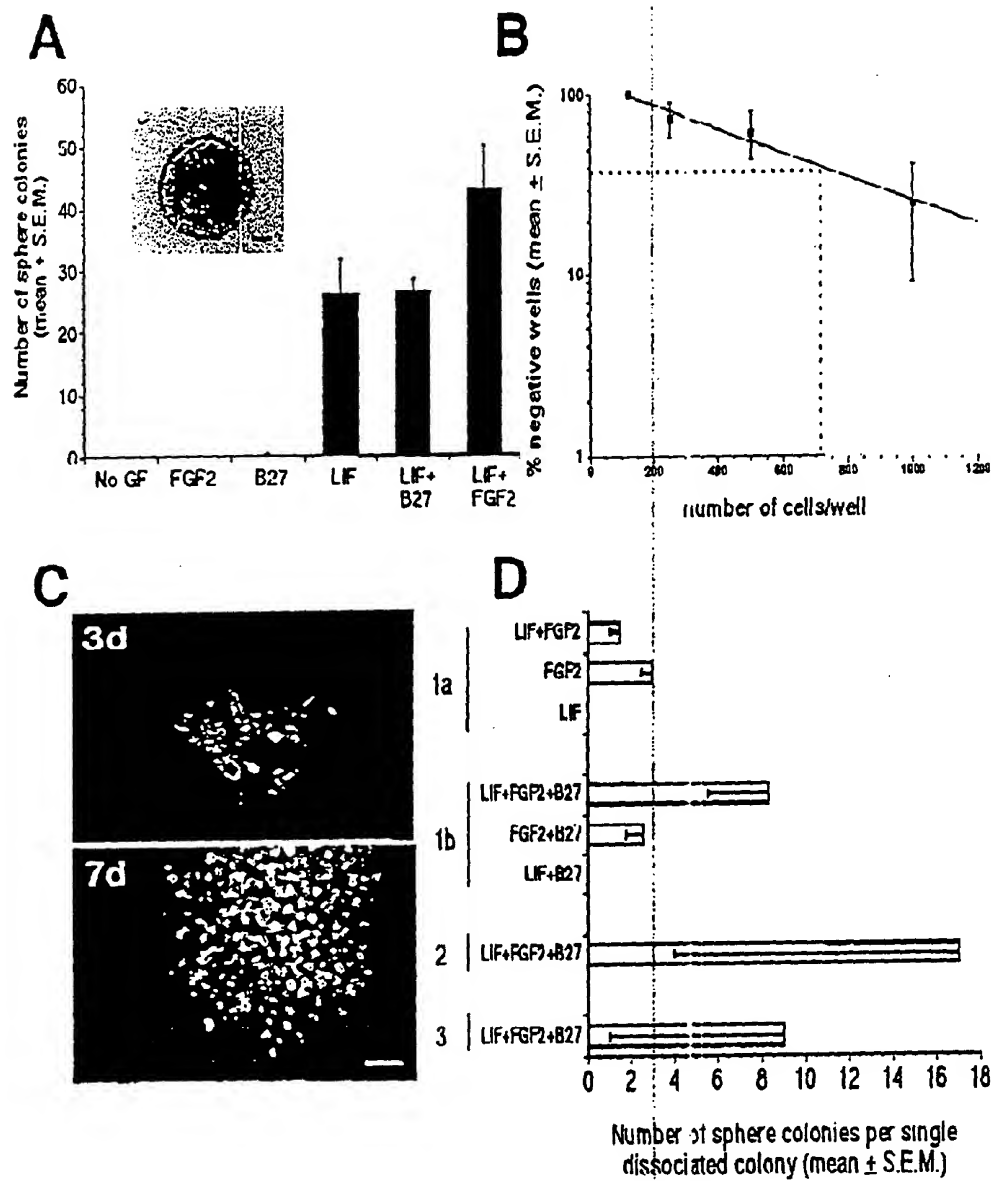 A
Number of sphere colonies
(mean + S.E.M.)
60
50
40
30
20
10
0
No GF FGF2 B27 LIF LIF+ LIF+
B27 FGF2
B
% negative wells (mean ± S.E.M.)
100
10
1
0 200 400 600 800 1000 1200
number of cells/well
C
3d
7d
D
1a
LIF+FGF2
FGF2
LIF
1b
LIF+FGF2+B27
FGF2+B27
LIF+B27
2 LIF+FGF2+B27
3 LIF+FGF2+B27
0 2 4 6 8 10 12 14 16 18
Number of sphere colonies per single
dissociated colony (mean ± S.E.M.)